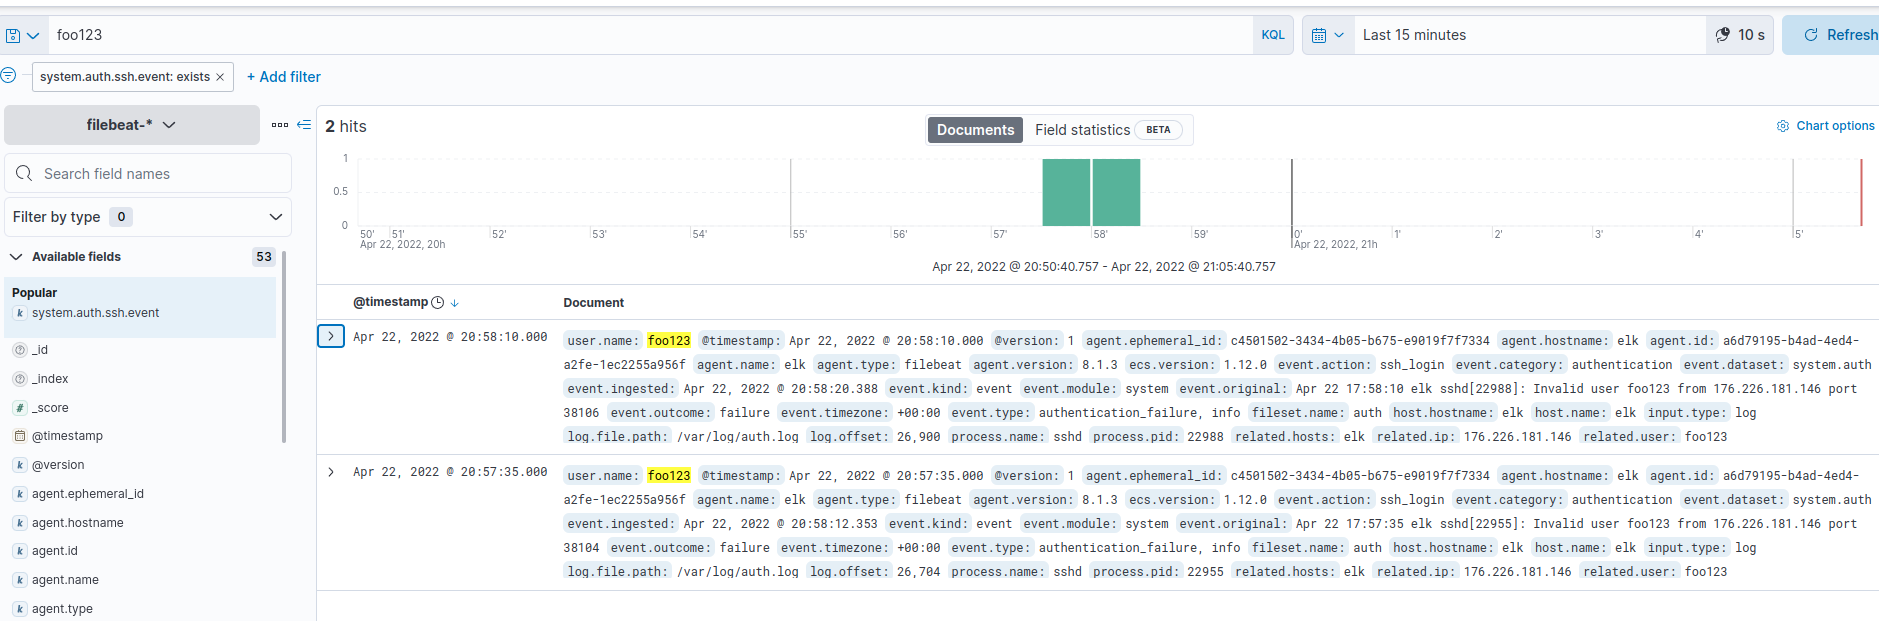 foo123 KQL Last 15 minutes 10 s Refresh
system.auth.ssh.event: exists × + Add filter
filebeat-*
Search field names
Filter by type 0
Available fields 53
Popular
k system.auth.ssh.event
? _id
? _index
# _score
@timestamp
k @version
k agent.ephemeral_id
k agent.hostname
k agent.id
k agent.name
k agent.type
2 hits
Documents Field statistics BETA
Chart options
1
0.5
0
50' 51' 52' 53' 54' 55' 56' 57' 58' 59' 0' 1' 2' 3' 4' 5'
Apr 22, 2022, 20h Apr 22, 2022, 21h
Apr 22, 2022 @ 20:50:40.757 - Apr 22, 2022 @ 21:05:40.757
@timestamp ↓ Document
Apr 22, 2022 @ 20:58:10.000 user.name: foo123 @timestamp: Apr 22, 2022 @ 20:58:10.000 @version: 1 agent.ephemeral_id: c4501502-3434-4b05-b675-e9019f7f7334 agent.hostname: elk agent.id: a6d79195-b4ad-4ed4-
a2fe-1ec2255a956f agent.name: elk agent.type: filebeat agent.version: 8.1.3 ecs.version: 1.12.0 event.action: ssh_login event.category: authentication event.dataset: system.auth
event.ingested: Apr 22, 2022 @ 20:58:20.388 event.kind: event event.module: system event.original: Apr 22 17:58:10 elk sshd[22988]: Invalid user foo123 from 176.226.181.146 port
38106 event.outcome: failure event.timezone: +00:00 event.type: authentication_failure, info fileset.name: auth host.hostname: elk host.name: elk input.type: log
log.file.path: /var/log/auth.log log.offset: 26,900 process.name: sshd process.pid: 22988 related.hosts: elk related.ip: 176.226.181.146 related.user: foo123
Apr 22, 2022 @ 20:57:35.000 user.name: foo123 @timestamp: Apr 22, 2022 @ 20:57:35.000 @version: 1 agent.ephemeral_id: c4501502-3434-4b05-b675-e9019f7f7334 agent.hostname: elk agent.id: a6d79195-b4ad-4ed4-
a2fe-1ec2255a956f agent.name: elk agent.type: filebeat agent.version: 8.1.3 ecs.version: 1.12.0 event.action: ssh_login event.category: authentication event.dataset: system.auth
event.ingested: Apr 22, 2022 @ 20:58:12.353 event.kind: event event.module: system event.original: Apr 22 17:57:35 elk sshd[22955]: Invalid user foo123 from 176.226.181.146 port
38104 event.outcome: failure event.timezone: +00:00 event.type: authentication_failure, info fileset.name: auth host.hostname: elk host.name: elk input.type: log
log.file.path: /var/log/auth.log log.offset: 26,704 process.name: sshd process.pid: 22955 related.hosts: elk related.ip: 176.226.181.146 related.user: foo123